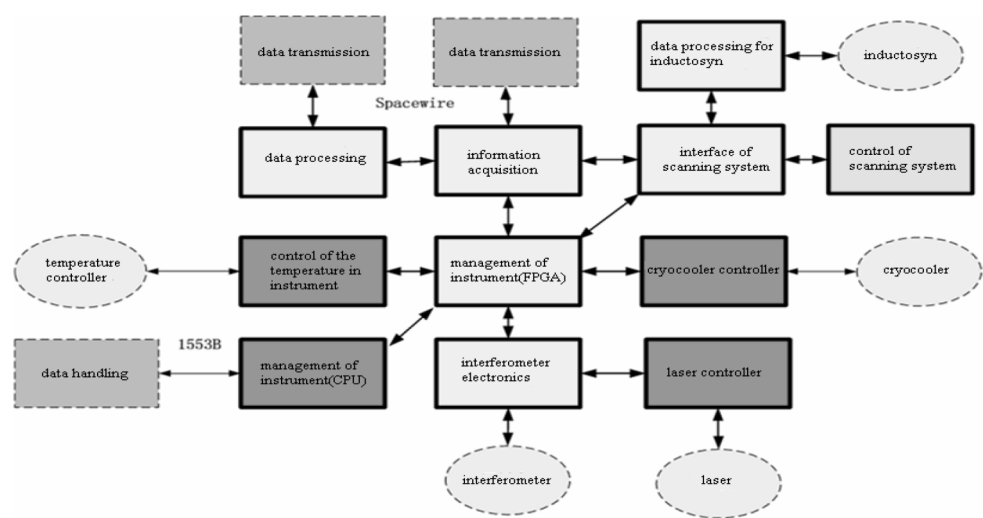 data transmission
data transmission
data processing for
inductosyn
inductosyn
Spacewire
data processing
information
acquisition
interface of
scanning system
control of
scanning system
temperature
controller
control of the
temperature in
instrument
management of
instrument(FPGA)
cryocooler controller
cryocooler
1553B
data handling
management of
instrument(CPU)
interferometer
electronics
laser controller
interferometer
laser